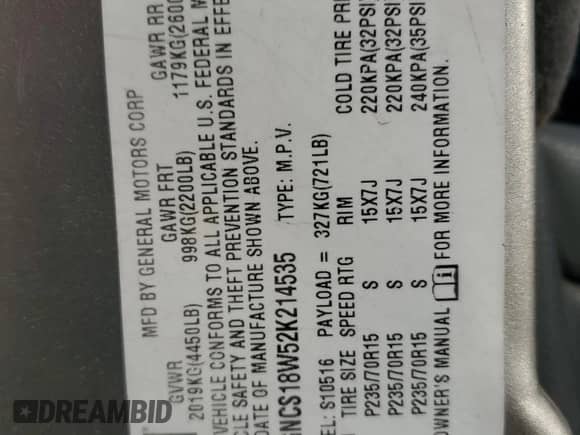 MFD BY GENERAL MOTORS CORP
GVWR GAWR FRT GAWR RR
2019KG(4450LB) 998KG(2200LB) 1179KG(2600
VEHICLE CONFORMS TO ALL APPLICABLE U.S. FEDERAL M
CLE SAFETY AND THEFT PREVENTION STANDARDS IN EFFE
DATE OF MANUFACTURE SHOWN ABOVE.
GNCS18W52K214535 TYPE: M.P.V.
EL: S10516 PAYLOAD = 327KG(721LB)
TIRE SIZE SPEED RTG RIM COLD TIRE PRE
P235/70R15 S 15X7J 220KPA(32PSI
P235/70R15 S 15X7J 220KPA(32PSI
P235/70R15 S 15X7J 240KPA(35PSI
OWNER'S MANUAL FOR MORE INFORMATION
DREAMBID